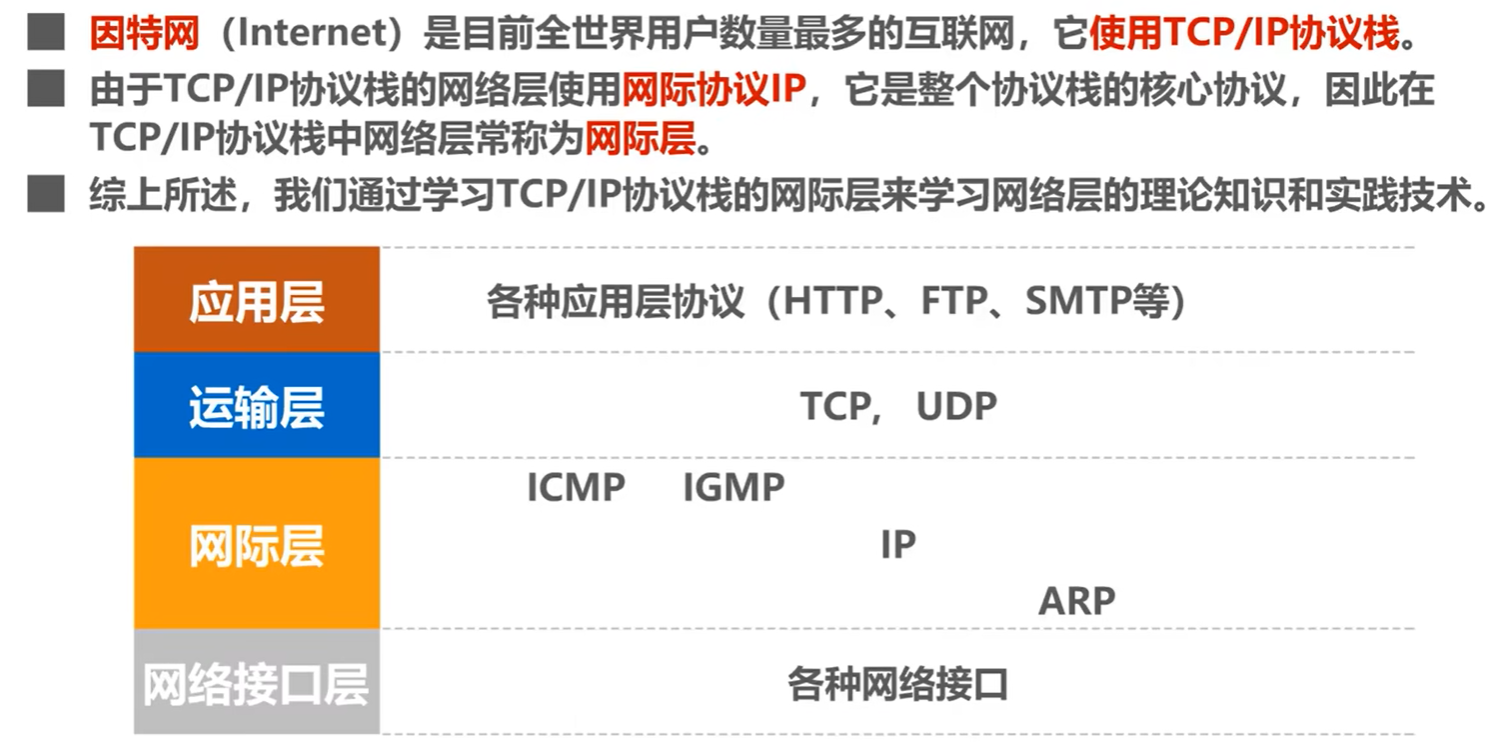 因特网（Internet）是目前全世界用户数量最多的互联网，它使用TCP/IP协议栈。
由于TCP/IP协议栈的网络层使用网际协议IP，它是整个协议栈的核心协议，因此在
TCP/IP协议栈中网络层常称为网际层。
综上所述，我们通过学习TCP/IP协议栈的网际层来学习网络层的理论知识和实践技术。
应用层
各种应用层协议（HTTP、FTP、SMTP等）
运输层
TCP, UDP
网际层
ICMP IGMP
IP
ARP
网络接口层
各种网络接口